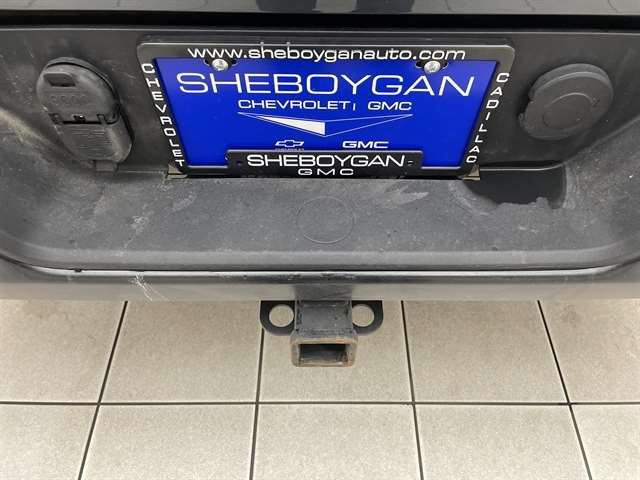 www.sheboyganauto.com
CHEVROLET
SHEBOYGAN
CADILLAC
CHEVROLET | GMC
GMC
SHEBOYGAN
GMC